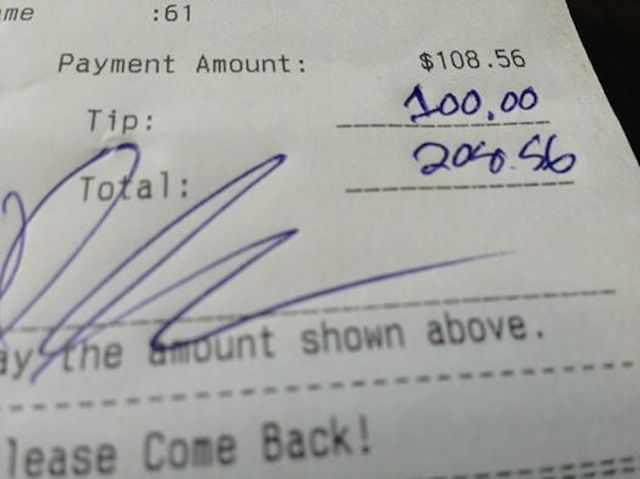 me :61
Payment Amount: $108.56
Tip: 100.00
Total: 208.56
ay the amount shown above.
lease Come Back!